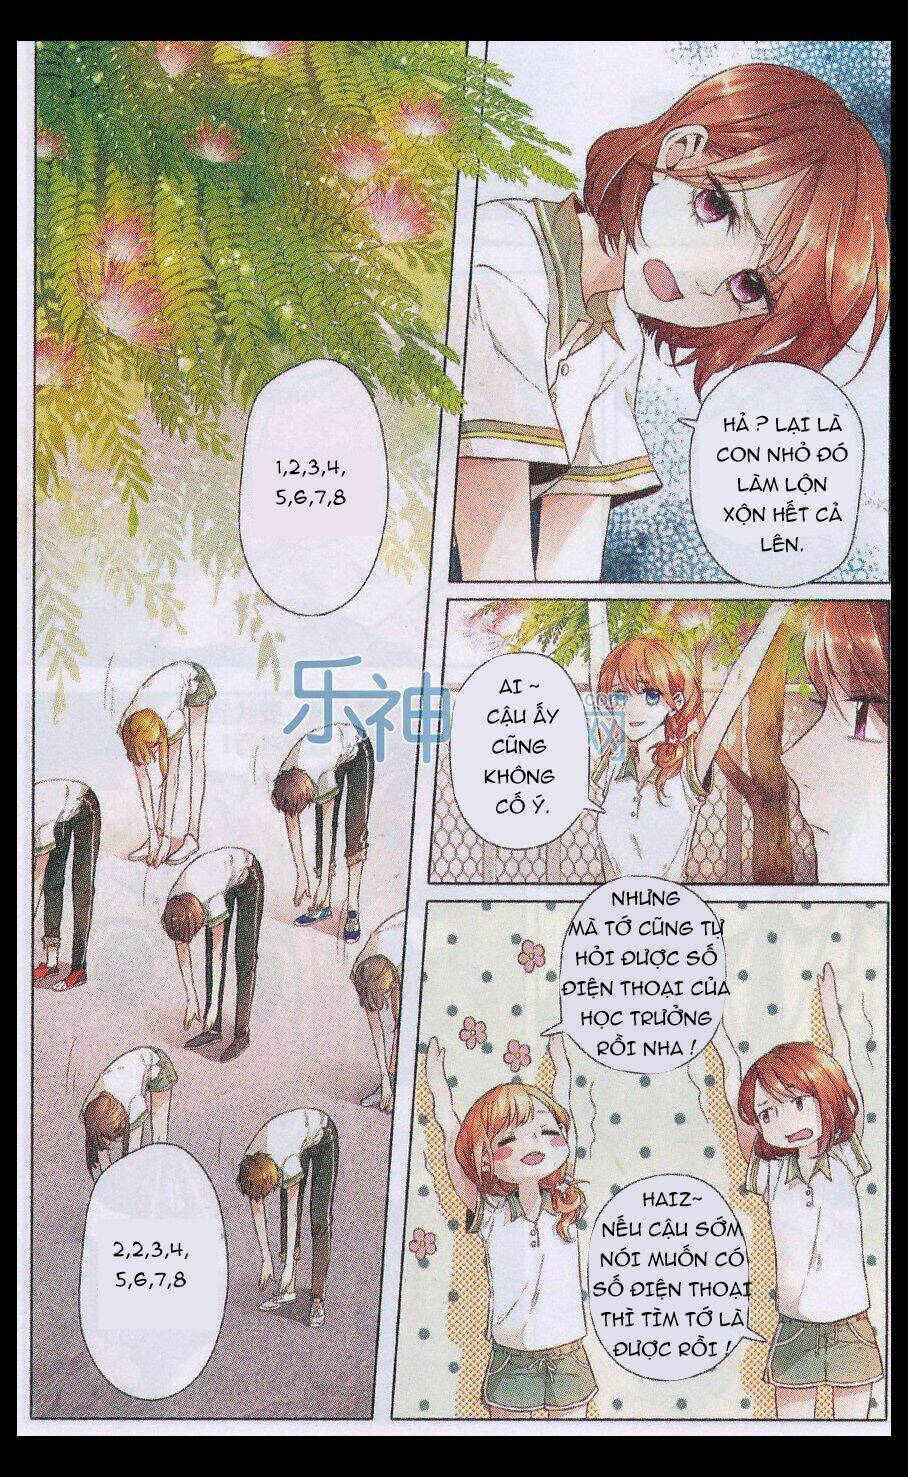 1,2,3,4,
5,6,7,8
HẢ ? LẠI LÀ
CON NHỎ ĐÓ
LÀM LỘN
XỘN HẾT CẢ
LÊN.
AI ~
CẬU ẤY
CŨNG
KHÔNG
CỐ Ý.
乐神 网
.com
NHƯNG
MÀ TỚ CŨNG TỰ
HỎI ĐƯỢC SỐ
ĐIỆN THOẠI CỦA
HỌC TRƯỞNG
RỒI NHA !
HAIZ~
NẾU CẬU SỚM
NÓI MUỐN CÓ
SỐ ĐIỆN THOẠI
THÌ TÌM TỚ LÀ
ĐƯỢC RỒI !
2,2,3,4,
5,6,7,8